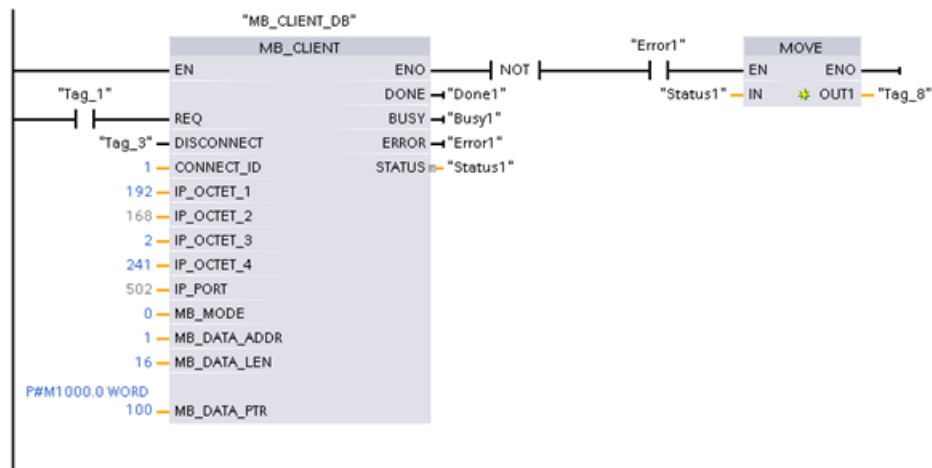 "MB_CLIENT_DB"
MB_CLIENT
"Error1"
MOVE
EN ENO NOT EN ENO
"Tag_1" DONE "Done1" "Status1" IN OUT1 "Tag_8"
REQ BUSY "Busy1"
"Tag_3" DISCONNECT ERROR "Error1"
1 CONNECT_ID STATUS "Status1"
192 IP_OCTET_1
168 IP_OCTET_2
2 IP_OCTET_3
241 IP_OCTET_4
502 IP_PORT
0 MB_MODE
1 MB_DATA_ADDR
16 MB_DATA_LEN
P#M1000.0 WORD
100 MB_DATA_PTR